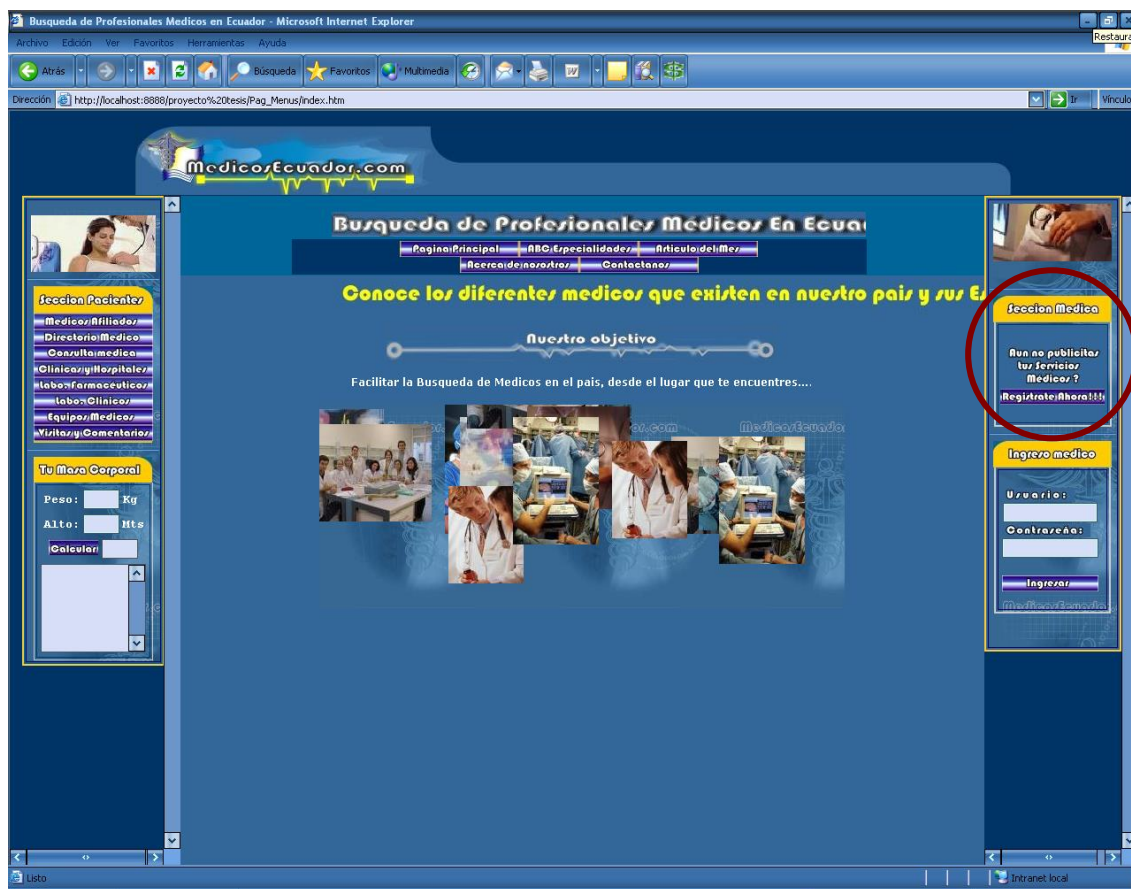 Busqueda de Profesionales Medicos en Ecuador - Microsoft Internet Explorer
Restaura
Archivo Edición Ver Favoritos Herramientas Ayuda
Atrás Búsqueda Favoritos Multimedia
Dirección http://localhost:8888/proyecto%20tesis/Pag_Menus/index.htm Ir Vínculo
MedicosEcuador.com
Busqueda de Profesionales Médicos En Ecua
Pagina Principal ABC Especialidades Articulo del Mes
Acerca de nosostros Contactanos
Conoce los diferentes medicos que existen en nuestro pais y sus Es
Nuestro objetivo
Facilitar la Busqueda de Medicos en el pais, desde el lugar que te encuentres....
Seccion Pacientes
Medicos Afiliados
Directorio Medico
Consulta medica
Clinicas y Hospitales
Labo. Farmaceuticos
Labo. Clinicos
Equipos Medicos
Visitas y Comentarios
Tu Masa Corporal
Peso: Kg
Alto: Mts
Calcular
Seccion Medica
Aun no publicitas
tus Servicios
Médicos ?
Registrate Ahora!!!
Ingreso medico
Usuario:
Contraseña:
Ingresar
MedicosEcuador
Listo
Intranet local